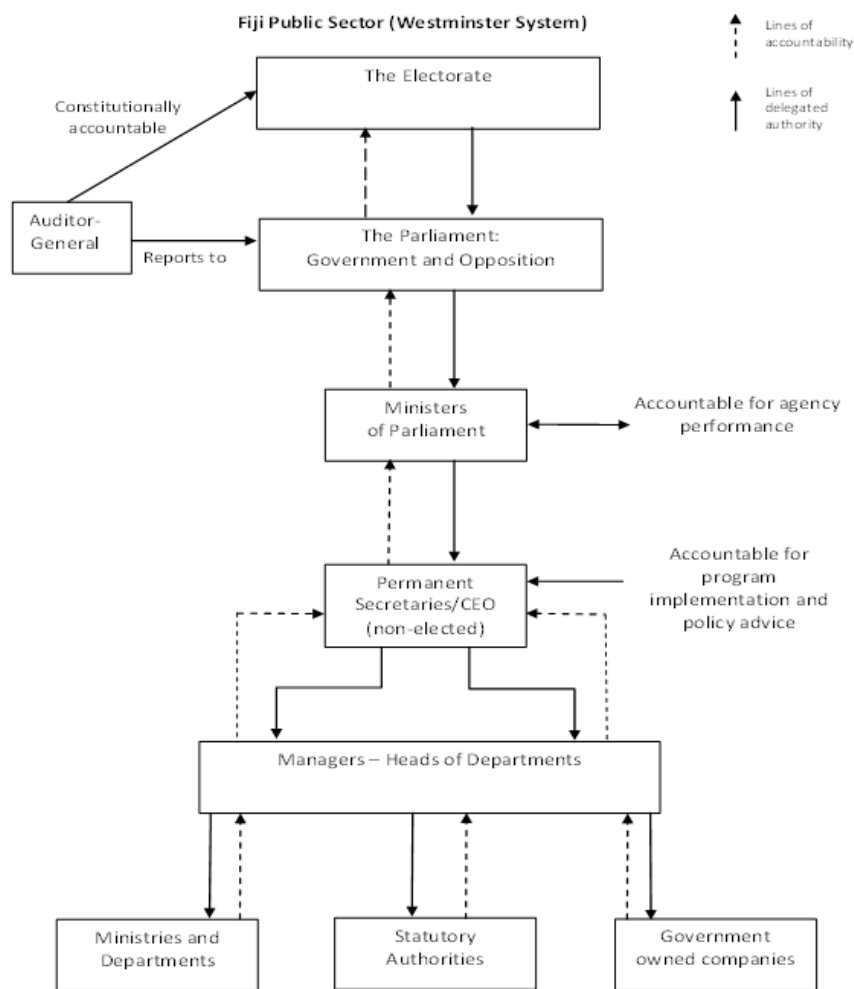 Fiji Public Sector (Westminster System)
Lines of
accountability
The Electorate
Constitutionally
accountable
Lines of
delegated
authority
Auditor-
General
Reports to
The Parliament:
Government and Opposition
Ministers
of Parliament
Accountable for agency
performance
Permanent
Secretaries/CEO
(non-elected)
Accountable for
program
implementation and
policy advice
Managers – Heads of Departments
Ministries and
Departments
Statutory
Authorities
Government
owned companies